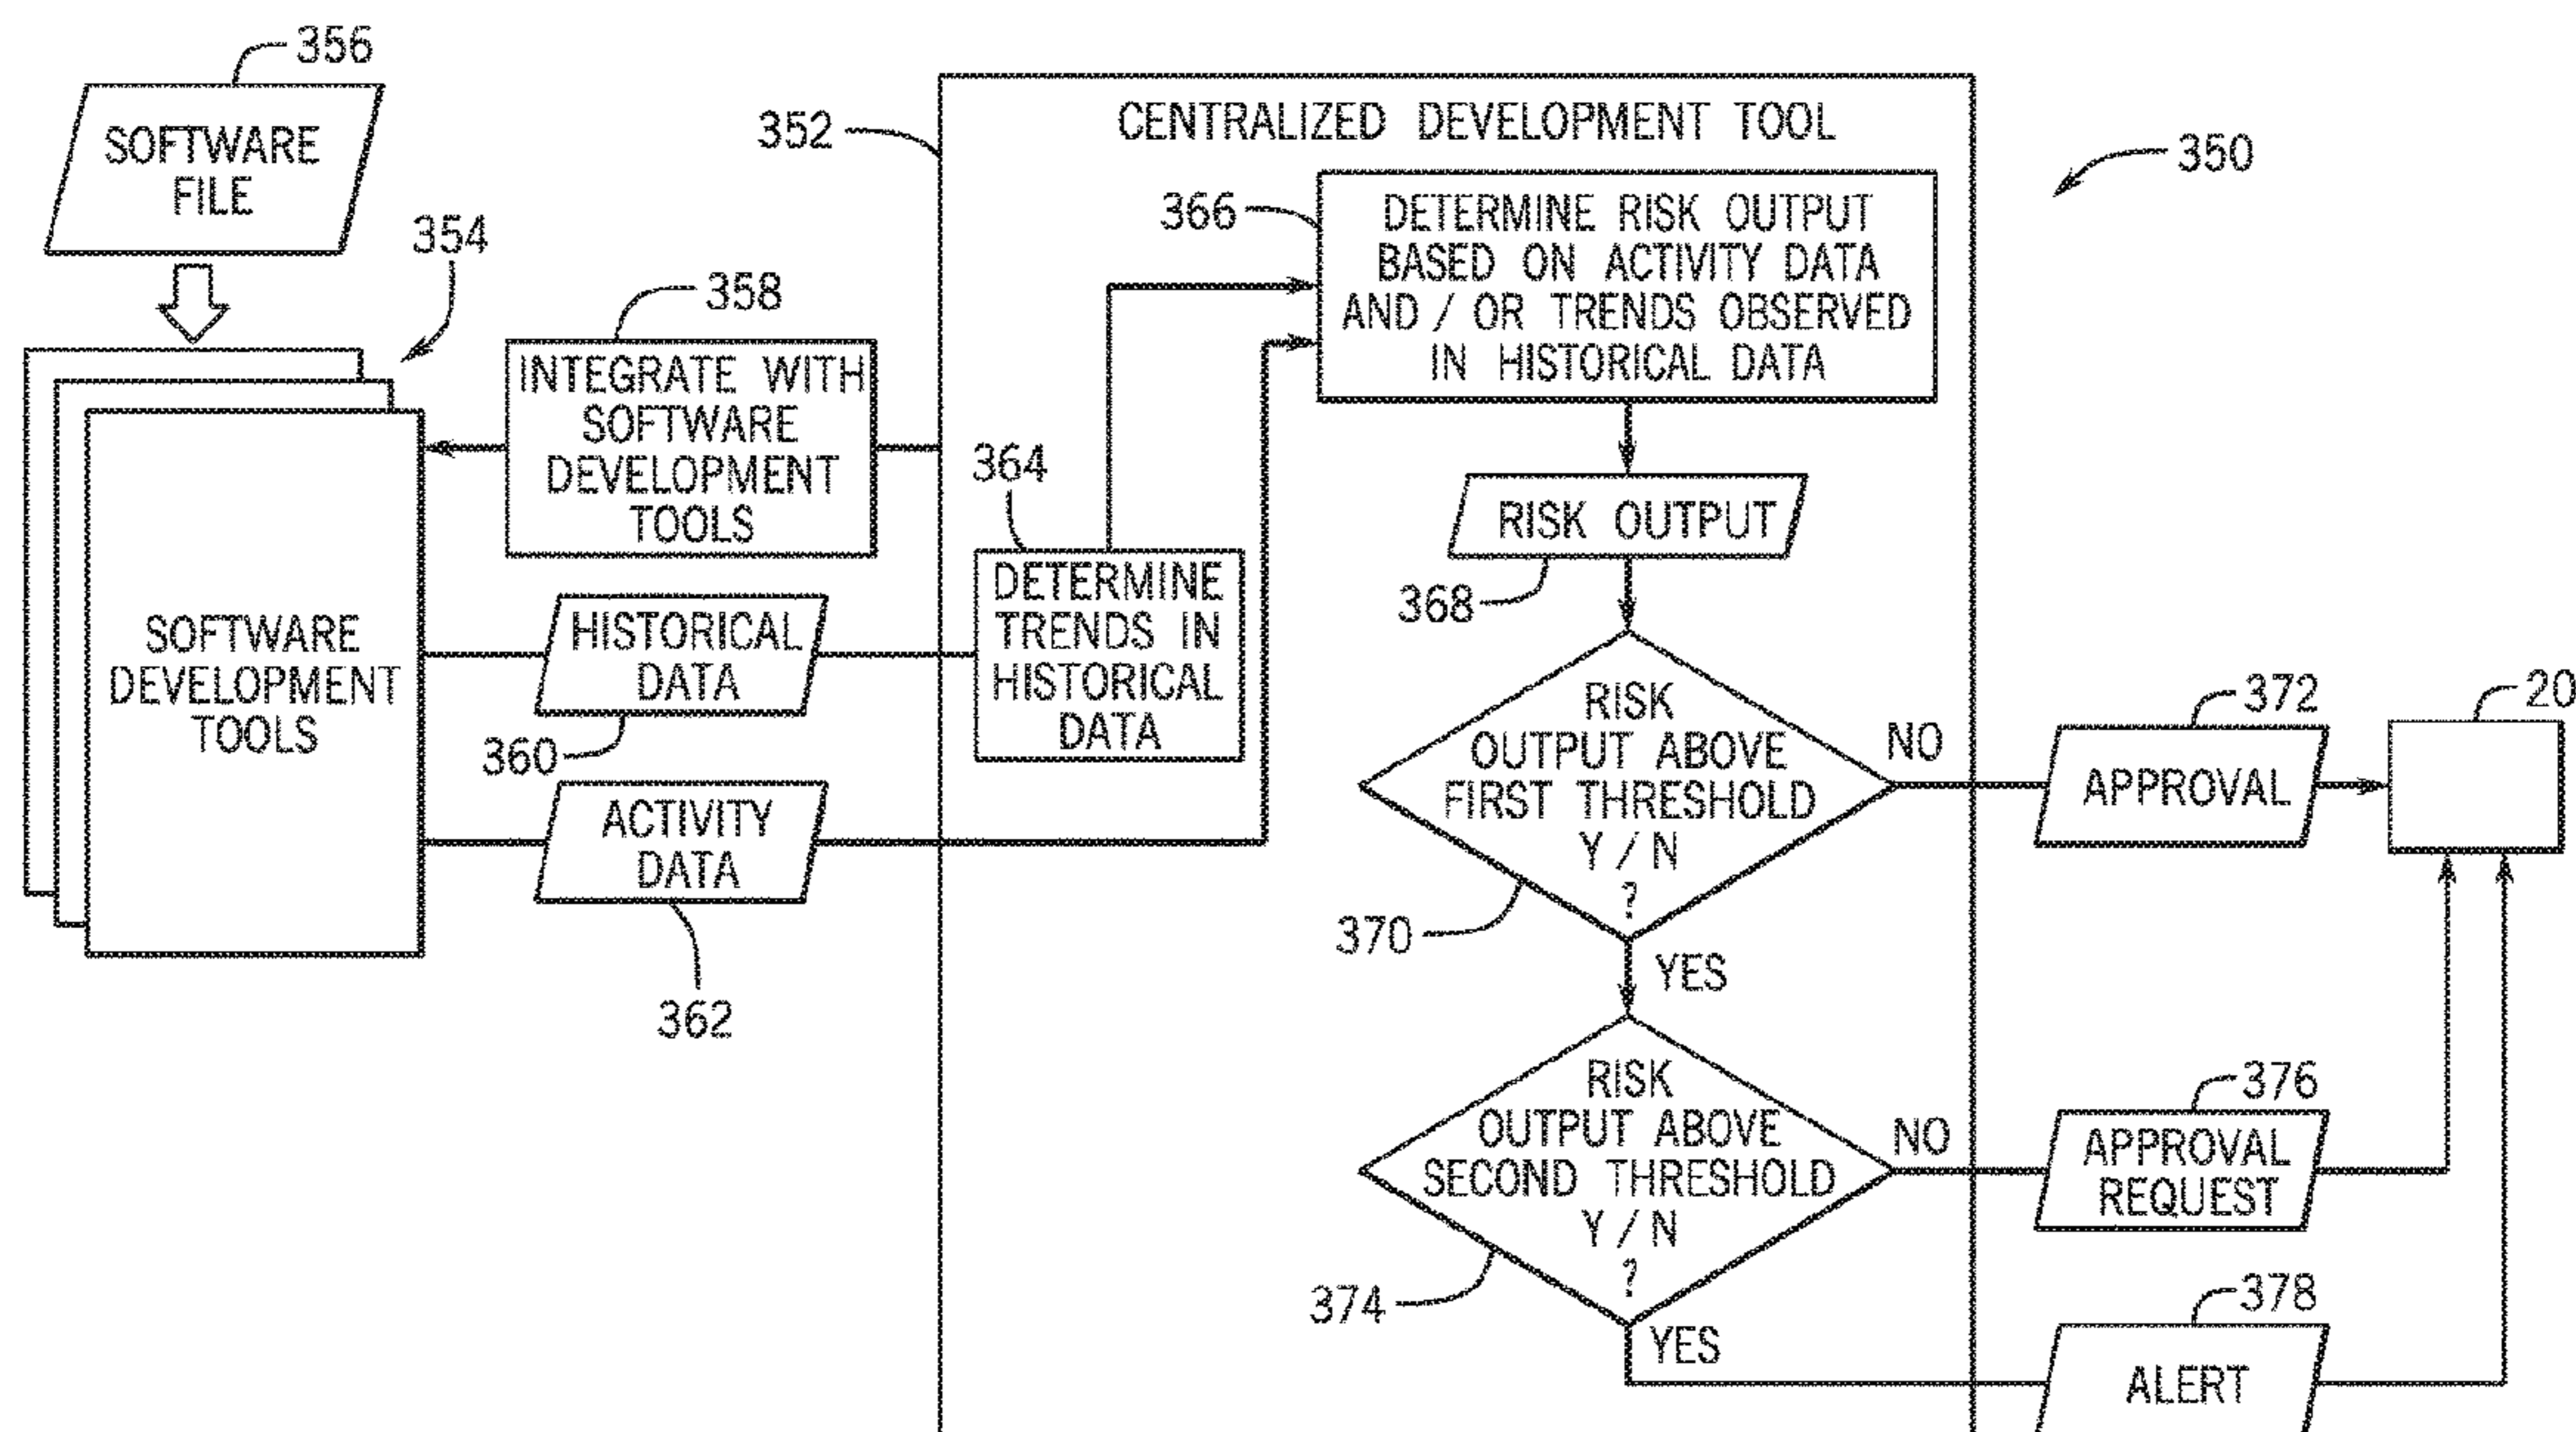 356
SOFTWARE
FILE
354
SOFTWARE
DEVELOPMENT
TOOLS
358
INTEGRATE WITH
SOFTWARE
DEVELOPMENT
TOOLS
HISTORICAL
DATA
360
ACTIVITY
DATA
362
352
CENTRALIZED DEVELOPMENT TOOL
350
364
DETERMINE
TRENDS IN
HISTORICAL
DATA
366
DETERMINE RISK OUTPUT
BASED ON ACTIVITY DATA
AND / OR TRENDS OBSERVED
IN HISTORICAL DATA
RISK OUTPUT
368
RISK
OUTPUT ABOVE
FIRST THRESHOLD
Y / N
?
370
NO
YES
372
APPROVAL
20
RISK
OUTPUT ABOVE
SECOND THRESHOLD
Y / N
?
374
NO
YES
376
APPROVAL
REQUEST
378
ALERT